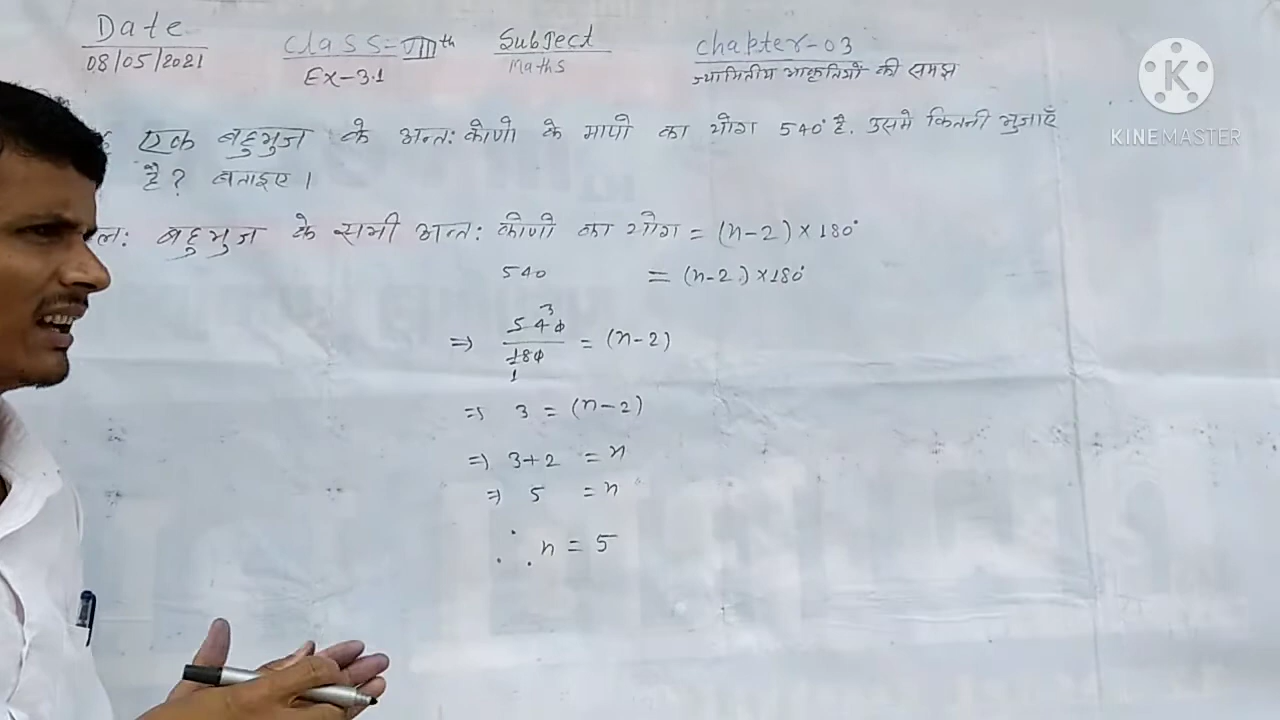 Date
08/05/2021
Class = VIIIth
Ex-3.1
Subject
Maths
Chapter-03
ज्यामितीय आकृतियों की समझ
K
KINEMASTER
एक बहुभुज के अन्त: कोणो के मापो का योग 540° है. उसमे कितनी भुजाएँ
है? बताइए।
बहुभुज के सभी अन्त: कोणो का योग = (n-2) × 180°
540 = (n-2) × 180°
⇒ 540/180 = (n-2)
⇒ 3 = (n-2)
⇒ 3+2 = n
⇒ 5 = n
∴ n = 5